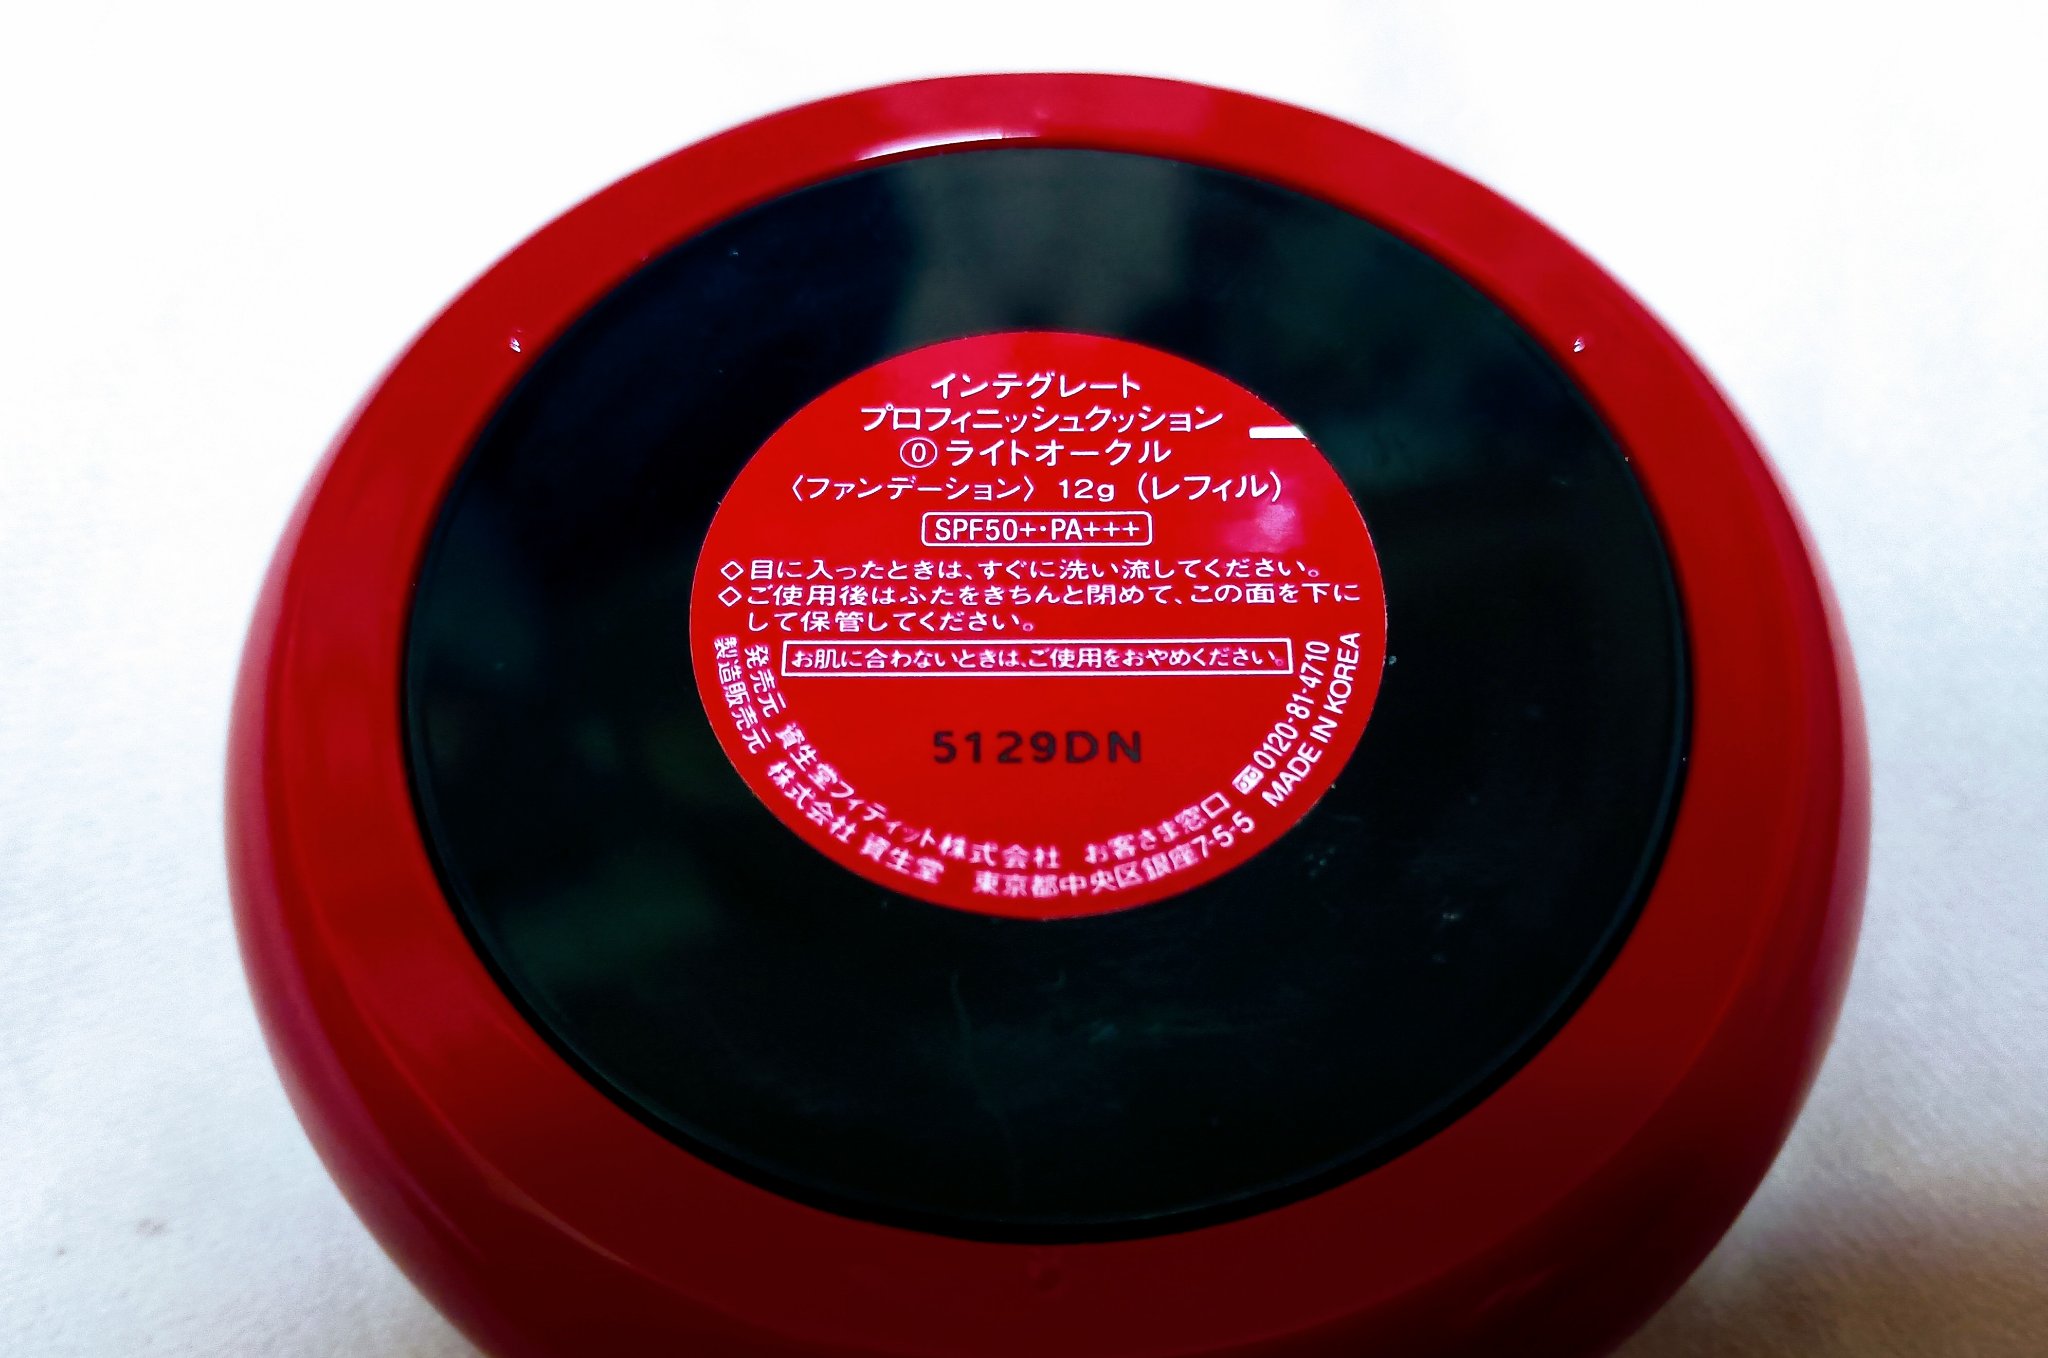 インテグレート
プロフィニッシュクッション
⓪ライトオークル
〈ファンデーション〉 12g (レフィル)
SPF50+・PA+++
◇目に入ったときは、すぐに洗い流してください。
◇ご使用後はふたをきちんと閉めて、この面を下に
して保管してください。
お肌に合わないときは、ご使用をおやめください。
5129DN
発売元 資生堂フィティット株式会社 お客さま窓口 0120-81-4710
製造販売元 株式会社 資生堂 東京都中央区銀座7-5-5 MADE IN KOREA